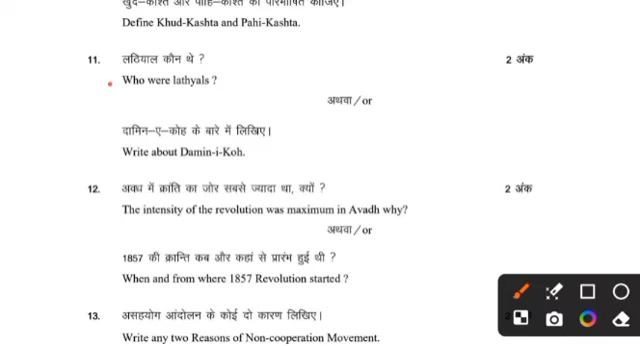 खुद-काश्त और पाहि-काश्त को परिभाषित कीजिए।
Define Khud-Kashta and Pahi-Kashta.
11. लठियाल कौन थे ? 2 अंक
Who were lathyals ?
अथवा/or
दामिन-ए-कोह के बारे में लिखिए।
Write about Damin-i-Koh.
12. अवध में क्रांति का जोर सबसे ज्यादा था, क्यों ? 2 अंक
The intensity of the revolution was maximum in Avadh why?
अथवा/or
1857 की क्रान्ति कब और कहां से प्रारंभ हुई थी ?
When and from where 1857 Revolution started ?
13. असहयोग आंदोलन के कोई दो कारण लिखिए। 2
Write any two Reasons of Non-cooperation Movement.